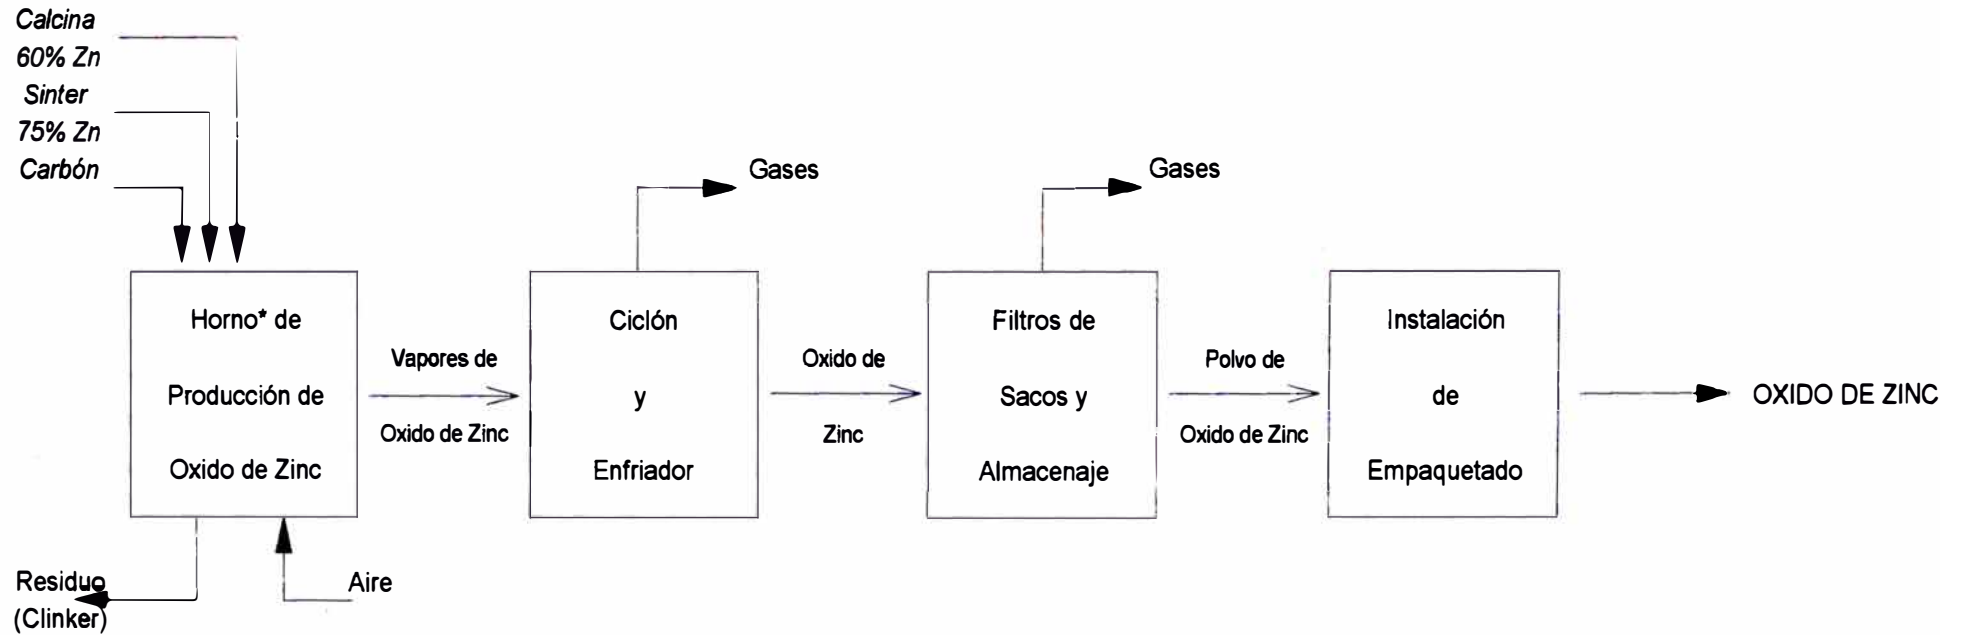 Calcina
60% Zn
Sinter
75% Zn
Carbón
Gases
Gases
Horno* de
Producción de
Oxido de Zinc
Vapores de
Oxido de Zinc
Ciclón
y
Enfriador
Oxido de
Zinc
Filtros de
Sacos y
Almacenaje
Polvo de
Oxido de Zinc
Instalación
de
Empaquetado
OXIDO DE ZINC
Residuo
(Clinker)
Aire